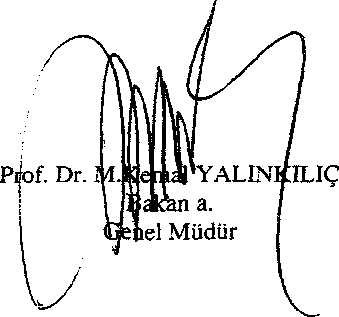 Prof. Dr. M.Kemal YALINKILIÇ
Bakan a.
Genel Müdür